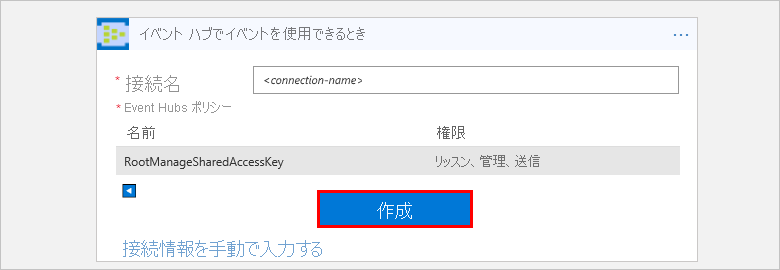 イベント ハブでイベントを使用できるとき
* 接続名
<connection-name>
* Event Hubs ポリシー
名前 権限
RootManageSharedAccessKey リッスン、管理、送信
作成
接続情報を手動で入力する